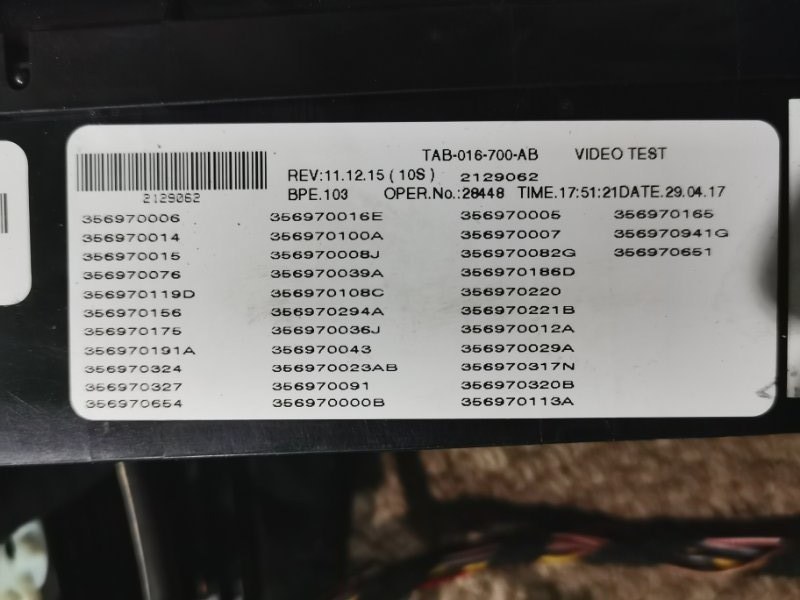 TAB-016-700-AB VIDEO TEST
REV:11.12.15 ( 10S ) 2129062
2129062
BPE.103 OPER.No.:28448 TIME.17:51:21DATE.29.04.17
356970006 356970016E 356970005 356970165
356970014 356970100A 356970007 356970941G
356970015 356970008J 356970082G 356970651
356970076 356970039A 356970186D
356970119D 356970108C 356970220
356970156 356970294A 356970221B
356970175 356970036J 356970012A
356970191A 356970043 356970029A
356970324 356970023AB 356970317N
356970327 356970091 356970320B
356970654 356970000B 356970113A